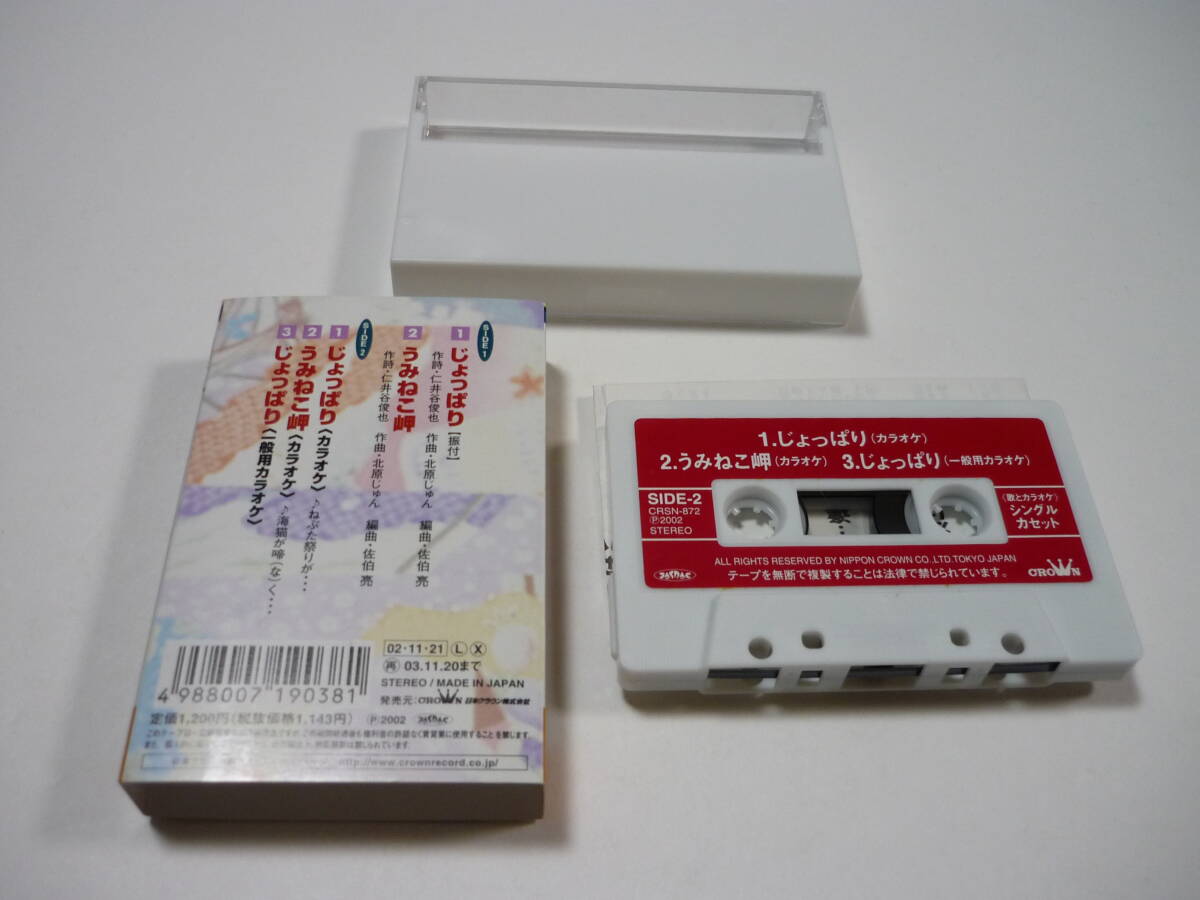 SIDE 1
1 じょっぱり【振付】
作詩・仁井谷俊也 作曲・北原じゅん 編曲・佐伯 亮
2 うみねこ岬
作詩・仁井谷俊也 作曲・北原じゅん 編曲・佐伯 亮
SIDE 2
1 じょっぱり〈カラオケ〉♪ねぶた祭りが・・・
2 うみねこ岬〈カラオケ〉♪海猫が啼(な)く・・・
3 じょっぱり〈一般用カラオケ〉
4 988007 190381
02・11・21 L X
再 03.11.20まで
STEREO / MADE IN JAPAN
発売元:CROWN 日本クラウン株式会社
定価1,200円(税抜価格1,143円) Ⓟ2002
http://www.crownrecord.co.jp/
1.じょっぱり(カラオケ)
2.うみねこ岬(カラオケ) 3.じょっぱり(一般用カラオケ)
SIDE-2
CRSN-872
Ⓟ2002
STEREO
《歌とカラオケ》
シングル
カセット
ALL RIGHTS RESERVED BY NIPPON CROWN CO.,LTD.TOKYO JAPAN
テープを無断で複製することは法律で禁じられています。
CROWN